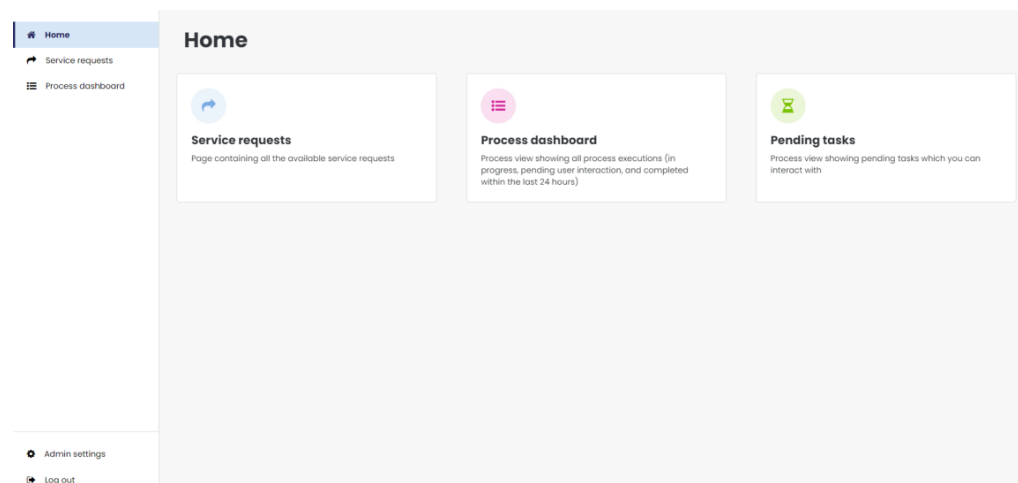 Home
Service requests
Process dashboard
Admin settings
Log out
Home
Service requests
Page containing all the available service requests
Process dashboard
Process view showing all process executions (in
progress, pending user interaction, and completed
within the last 24 hours)
Pending tasks
Process view showing pending tasks which you can
interact with